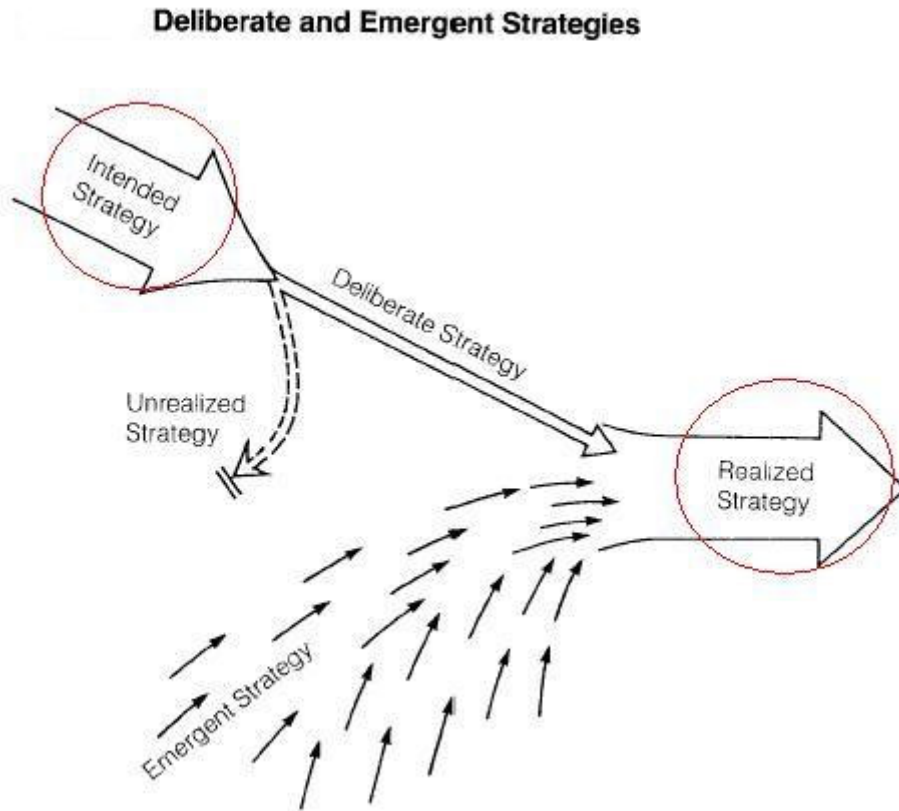 Deliberate and Emergent Strategies
Intended
Strategy
Deliberate Strategy
Unrealized
Strategy
Realized
Strategy
Emergent Strategy